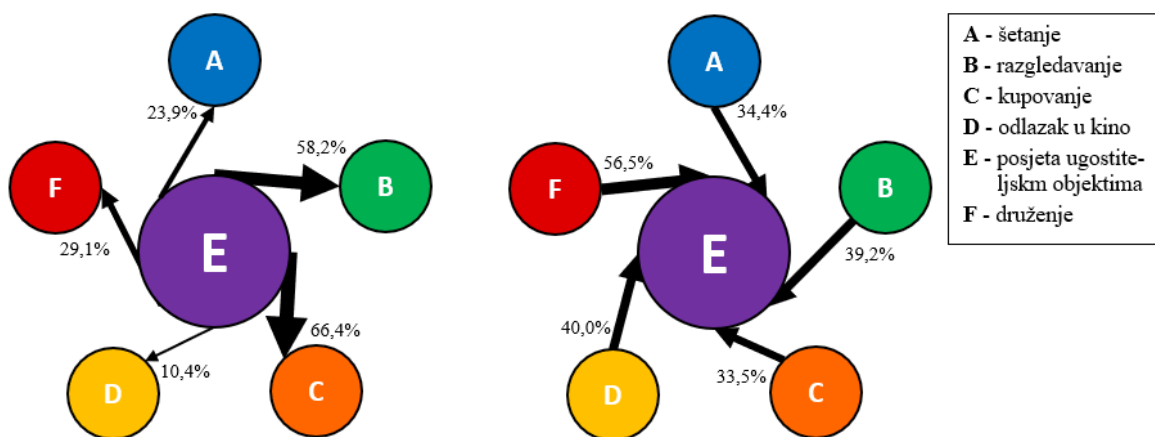 A
23,9%
58,2%
B
F
E
29,1%
66,4%
10,4%
D
C
A
34,4%
56,5%
F
B
E
39,2%
40,0%
33,5%
D
C
A - šetanje
B - razgledavanje
C - kupovanje
D - odlazak u kino
E - posjeta ugostite-
ljskm objektima
F - druženje